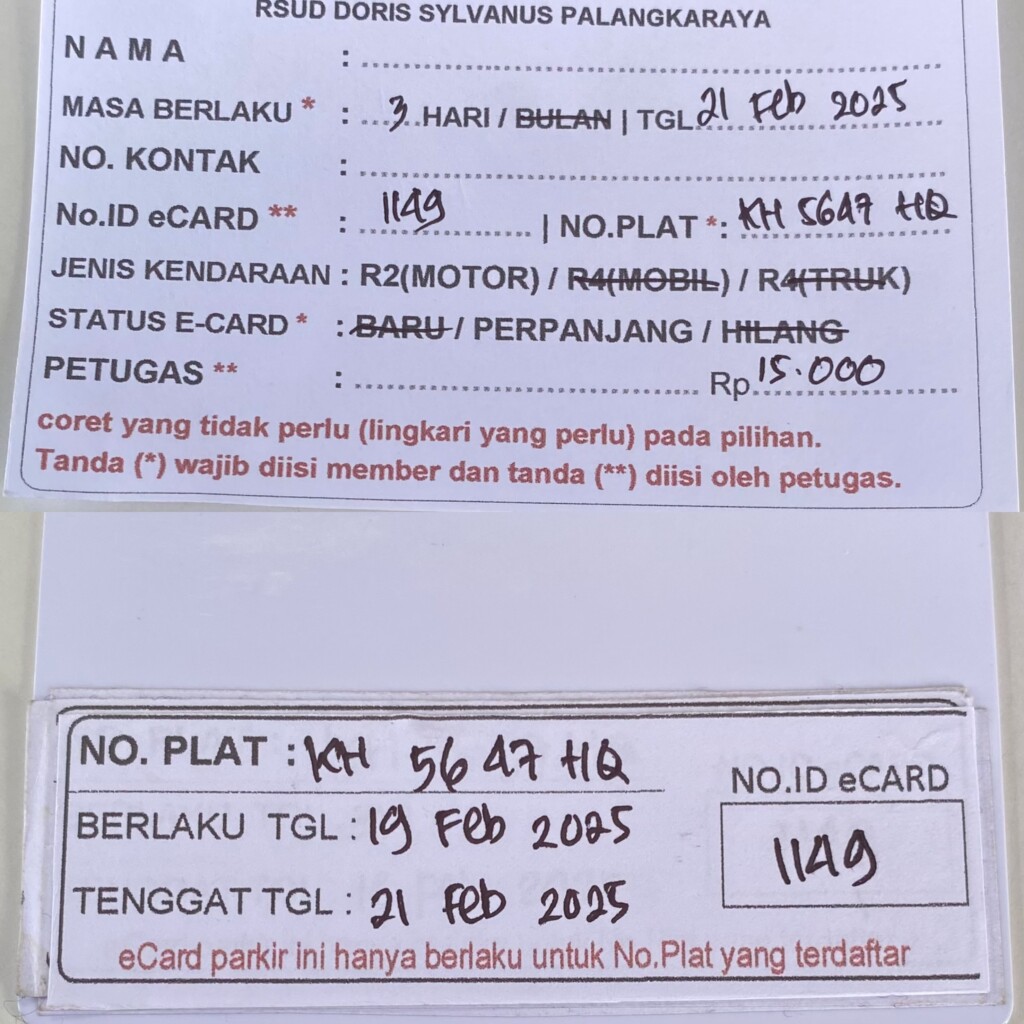 RSUD DORIS SYLVANUS PALANGKARAYA
N A M A :
MASA BERLAKU * : 3 HARI / BULAN | TGL 21 Feb 2025
NO. KONTAK :
No.ID eCARD ** : 1149 | NO.PLAT *: KH 5647 HQ
JENIS KENDARAAN : R2(MOTOR) / R4(MOBIL) / R4(TRUK)
STATUS E-CARD * : BARU / PERPANJANG / HILANG
PETUGAS ** : Rp 15.000
coret yang tidak perlu (lingkari yang perlu) pada pilihan.
Tanda (*) wajib diisi member dan tanda (**) diisi oleh petugas.
NO. PLAT : KH 5647 HQ
NO.ID eCARD
BERLAKU TGL : 19 Feb 2025
1149
TENGGAT TGL : 21 Feb 2025
eCard parkir ini hanya berlaku untuk No.Plat yang terdaftar